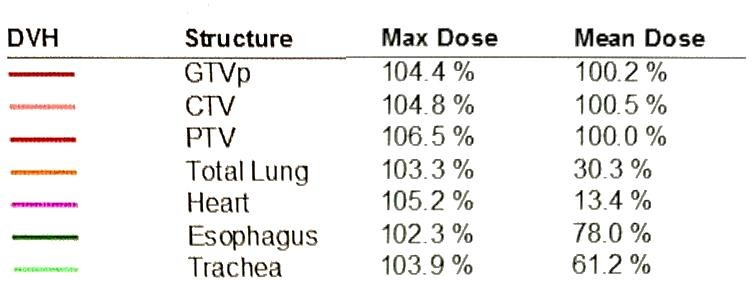 DVH Structure Max Dose Mean Dose
GTVp 104.4 % 100.2 %
CTV 104.8 % 100.5 %
PTV 106.5 % 100.0 %
Total Lung 103.3 % 30.3 %
Heart 105.2 % 13.4 %
Esophagus 102.3 % 78.0 %
Trachea 103.9 % 61.2 %